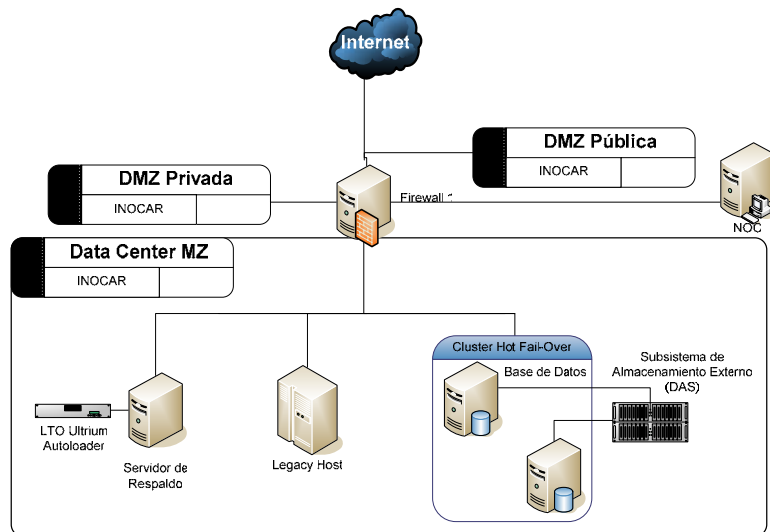 Internet
DMZ Pública
INOCAR
DMZ Privada
INOCAR
Firewall
NOC
Data Center MZ
INOCAR
Cluster Hot Fail-Over
Base de Datos
Subsistema de
Almacenamiento Externo
(DAS)
LTO Ultrium
Autoloader
Servidor de
Respaldo
Legacy Host